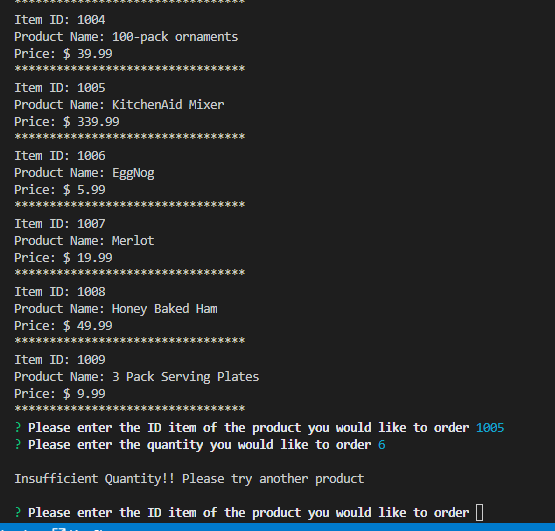 *********************************
Item ID: 1004
Product Name: 100-pack ornaments
Price: $ 39.99
*********************************
Item ID: 1005
Product Name: KitchenAid Mixer
Price: $ 339.99
*********************************
Item ID: 1006
Product Name: EggNog
Price: $ 5.99
*********************************
Item ID: 1007
Product Name: Merlot
Price: $ 19.99
*********************************
Item ID: 1008
Product Name: Honey Baked Ham
Price: $ 49.99
*********************************
Item ID: 1009
Product Name: 3 Pack Serving Plates
Price: $ 9.99
*********************************
? Please enter the ID item of the product you would like to order 1005
? Please enter the quantity you would like to order 6
Insufficient Quantity!! Please try another product
? Please enter the ID item of the product you would like to order